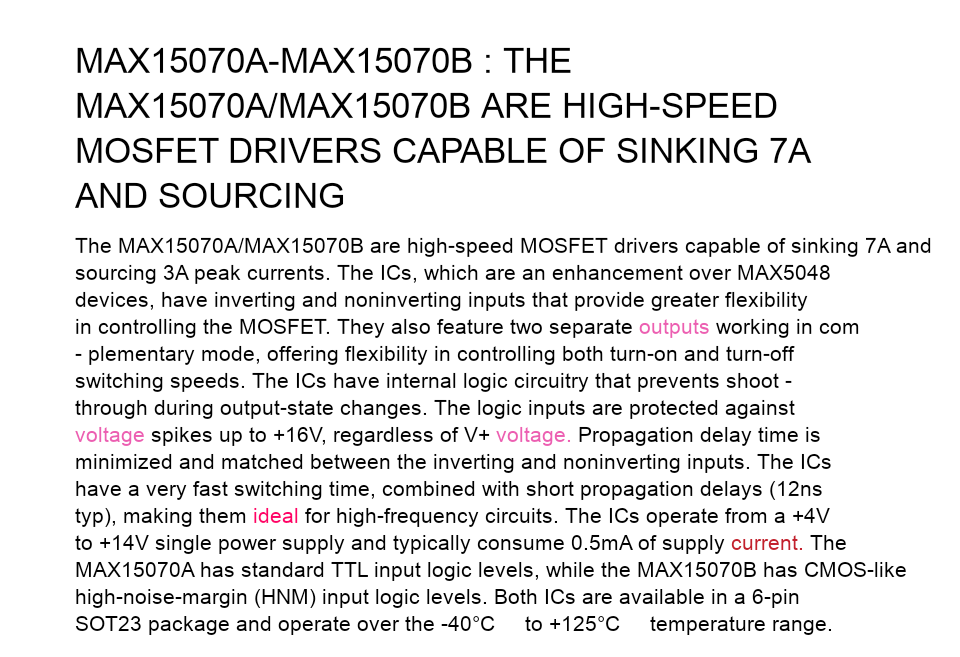 MAX15070A-MAX15070B : THE
MAX15070A/MAX15070B ARE HIGH-SPEED
MOSFET DRIVERS CAPABLE OF SINKING 7A
AND SOURCING
The MAX15070A/MAX15070B are high-speed MOSFET drivers capable of sinking 7A and
sourcing 3A peak currents. The ICs, which are an enhancement over MAX5048
devices, have inverting and noninverting inputs that provide greater flexibility
in controlling the MOSFET. They also feature two separate outputs working in com
- plementary mode, offering flexibility in controlling both turn-on and turn-off
switching speeds. The ICs have internal logic circuitry that prevents shoot -
through during output-state changes. The logic inputs are protected against
voltage spikes up to +16V, regardless of V+ voltage. Propagation delay time is
minimized and matched between the inverting and noninverting inputs. The ICs
have a very fast switching time, combined with short propagation delays (12ns
typ), making them ideal for high-frequency circuits. The ICs operate from a +4V
to +14V single power supply and typically consume 0.5mA of supply current. The
MAX15070A has standard TTL input logic levels, while the MAX15070B has CMOS-like
high-noise-margin (HNM) input logic levels. Both ICs are available in a 6-pin
SOT23 package and operate over the -40°C to +125°C temperature range.